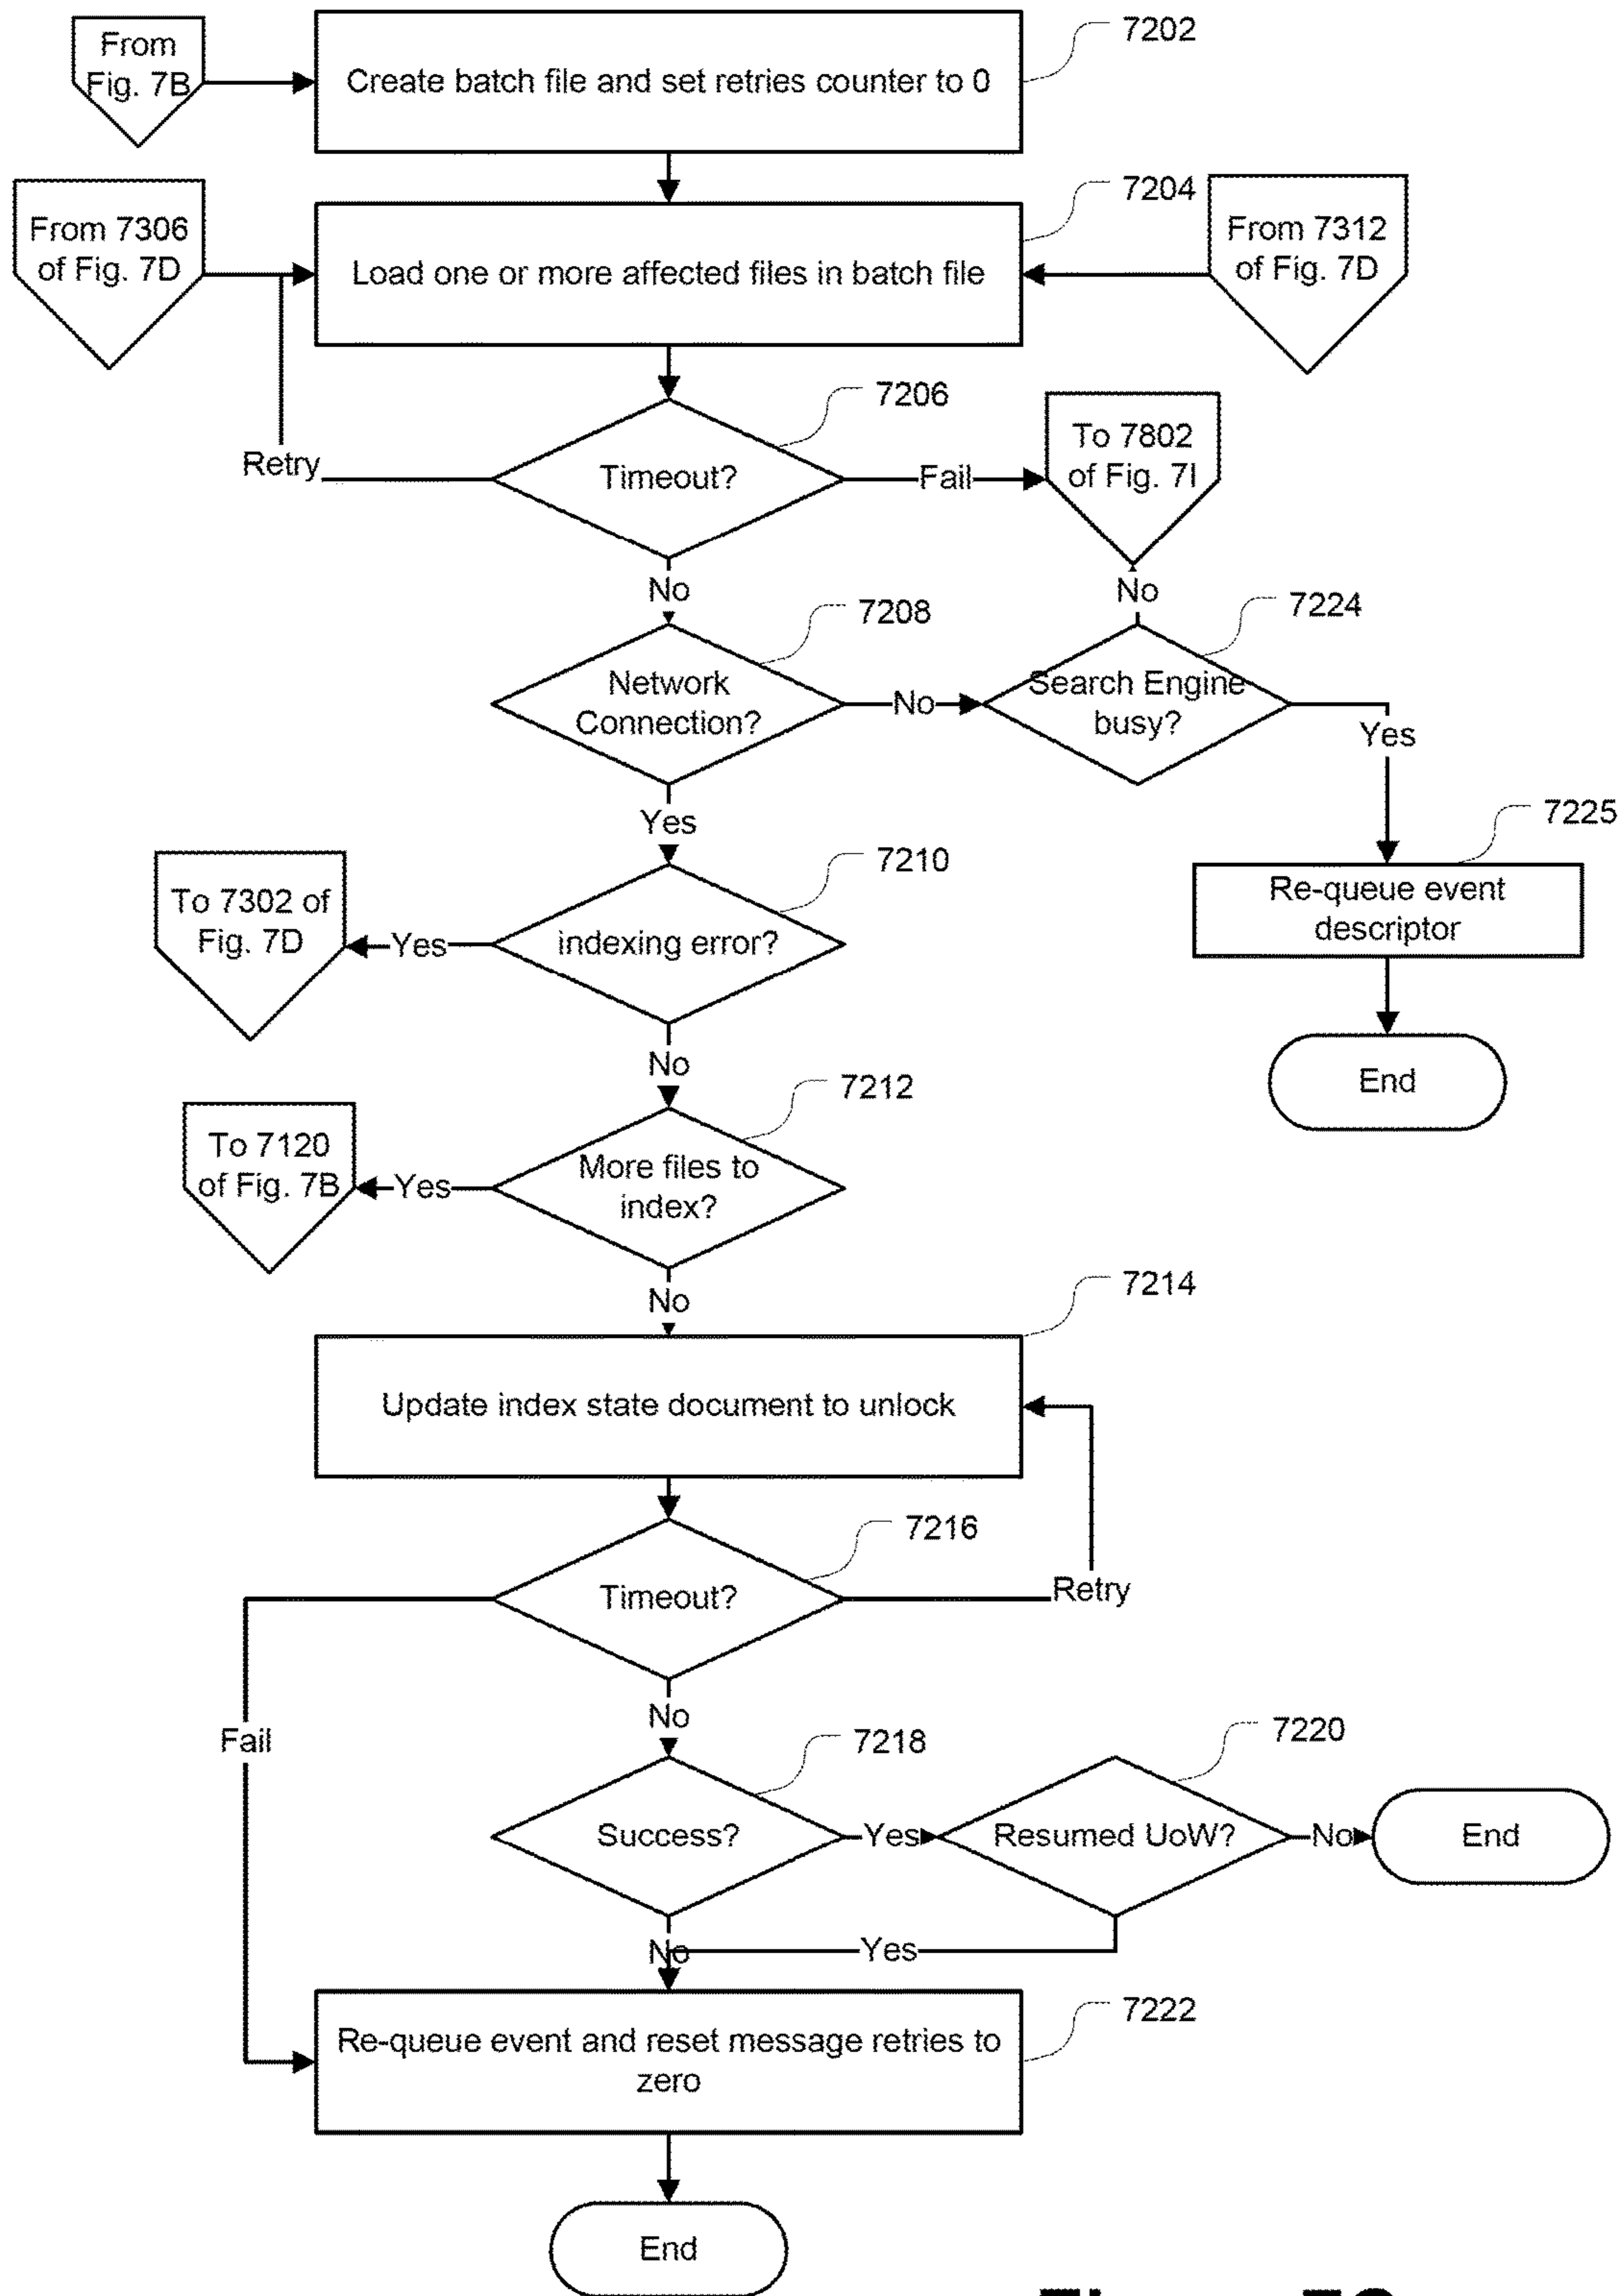 From
Fig. 7B
Create batch file and set retries counter to 0
7202
From 7306
of Fig. 7D
Load one or more affected files in batch file
7204
From 7312
of Fig. 7D
Retry
Timeout?
7206
Fail
To 7802
of Fig. 7I
No
No
7208
7224
Network
Connection?
No
Search Engine
busy?
Yes
Yes
7225
To 7302 of
Fig. 7D
Yes
indexing error?
7210
Re-queue event
descriptor
No
End
7212
To 7120
of Fig. 7B
Yes
More files to
index?
No
7214
Update index state document to unlock
7216
Timeout?
Retry
Fail
No
7218
7220
Success?
Yes
Resumed UoW?
No
End
No
Yes
7222
Re-queue event and reset message retries to
zero
End